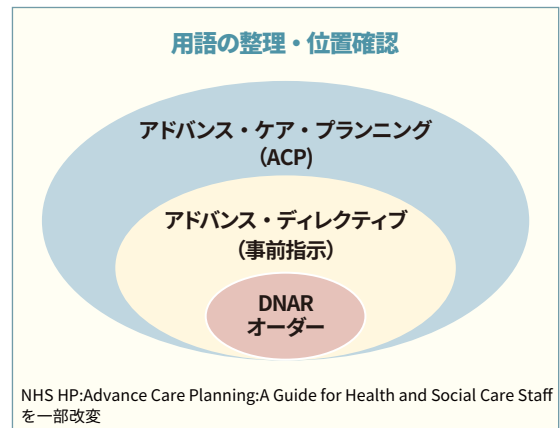 用語の整理・位置確認
アドバンス・ケア・プランニング
（ACP)
アドバンス・ディレクティブ
（事前指示）
DNAR
オーダー
NHS HP:Advance Care Planning:A Guide for Health and Social Care Staff
を一部改変